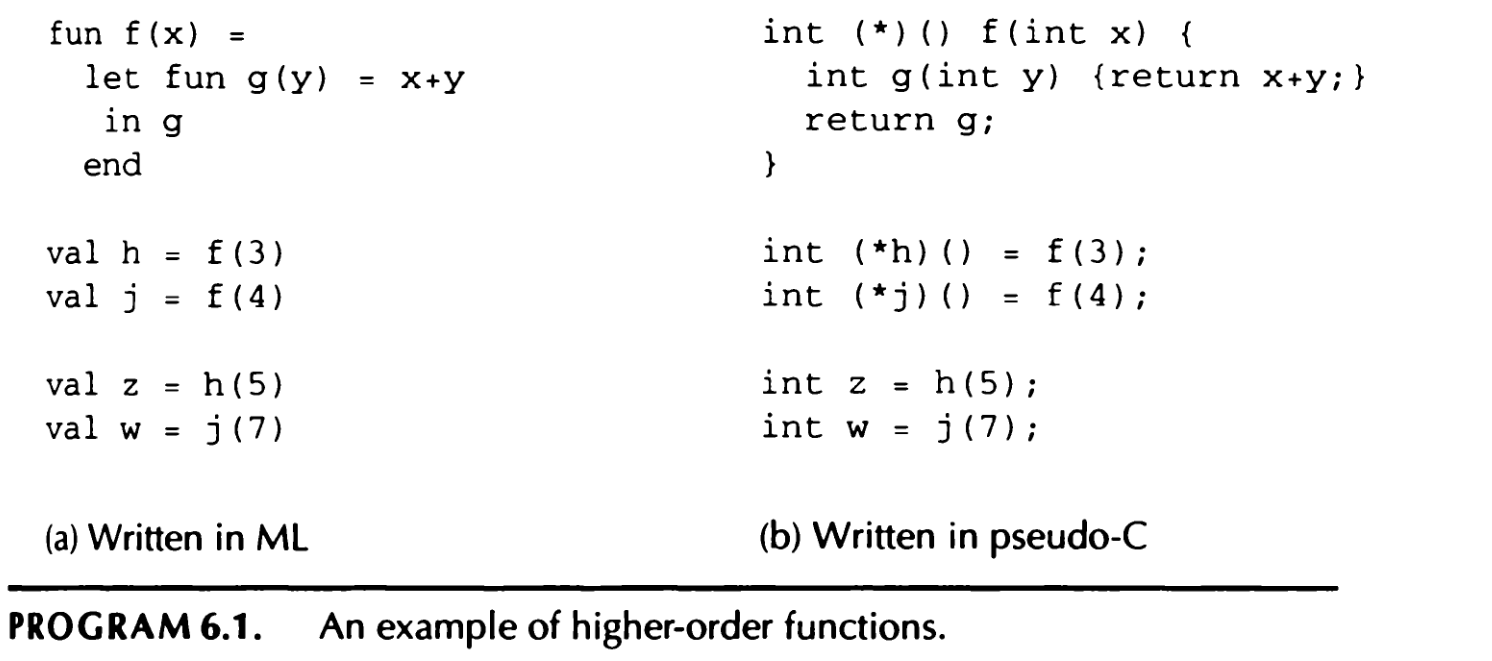 fun f(x) =
  let fun g(y) = x+y
   in g
  end

val h = f(3)
val j = f(4)

val z = h(5)
val w = j(7)

(a) Written in ML

int (*)() f(int x) {
  int g(int y) {return x+y;}
  return g;
}

int (*h)() = f(3);
int (*j)() = f(4);

int z = h(5);
int w = j(7);

(b) Written in pseudo-C

PROGRAM 6.1. An example of higher-order functions.